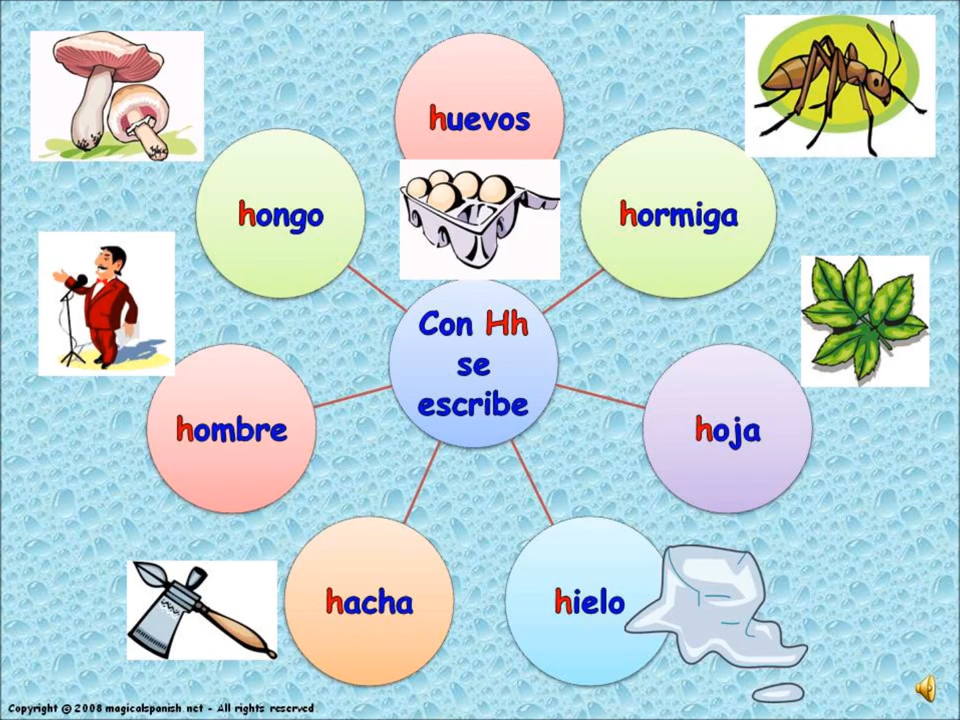 huevos
hongo
hormiga
Con Hh
se
escribe
hombre
hoja
hacha
hielo
Copyright © 2008 magicalspanish.net - All rights reserved.